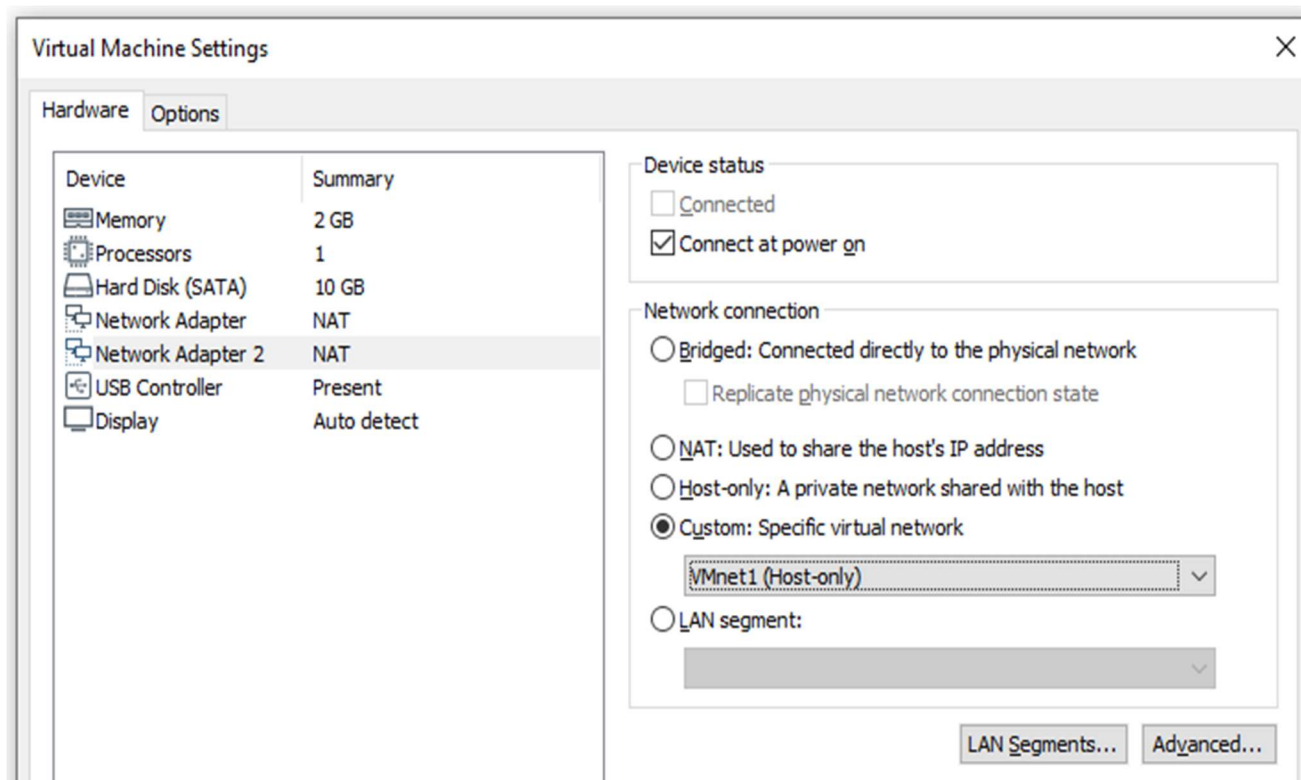 Virtual Machine Settings
Hardware Options
Device Summary
Memory 2 GB
Processors 1
Hard Disk (SATA) 10 GB
Network Adapter NAT
Network Adapter 2 NAT
USB Controller Present
Display Auto detect
Device status
Connected
Connect at power on
Network connection
Bridged: Connected directly to the physical network
Replicate physical network connection state
NAT: Used to share the host's IP address
Host-only: A private network shared with the host
Custom: Specific virtual network
VMnet1 (Host-only)
LAN segment:
LAN Segments... Advanced...